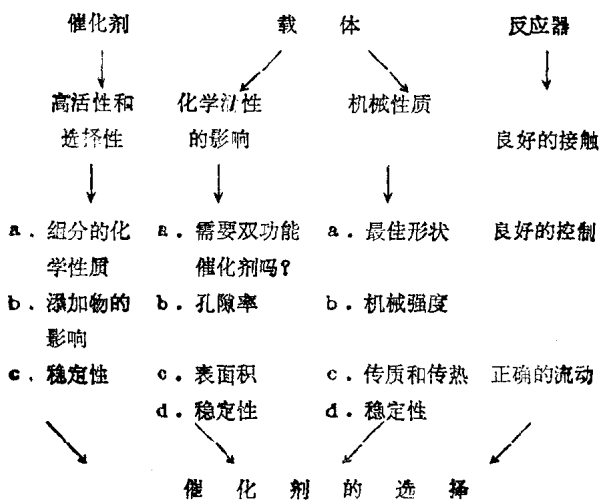 催化剂 载 体 反应器
高活性和 化学活性 机械性质
选择性 的影响 良好的接触
a．组分的化 a．需要双功能 a．最佳形状 良好的控制
学性质 催化剂吗？
b．添加物的 b．孔隙率 b．机械强度
影响
c．稳定性 c．表面积 c．传质和传热 正确的流动
d．稳定性 d．稳定性
催 化 剂 的 选 择